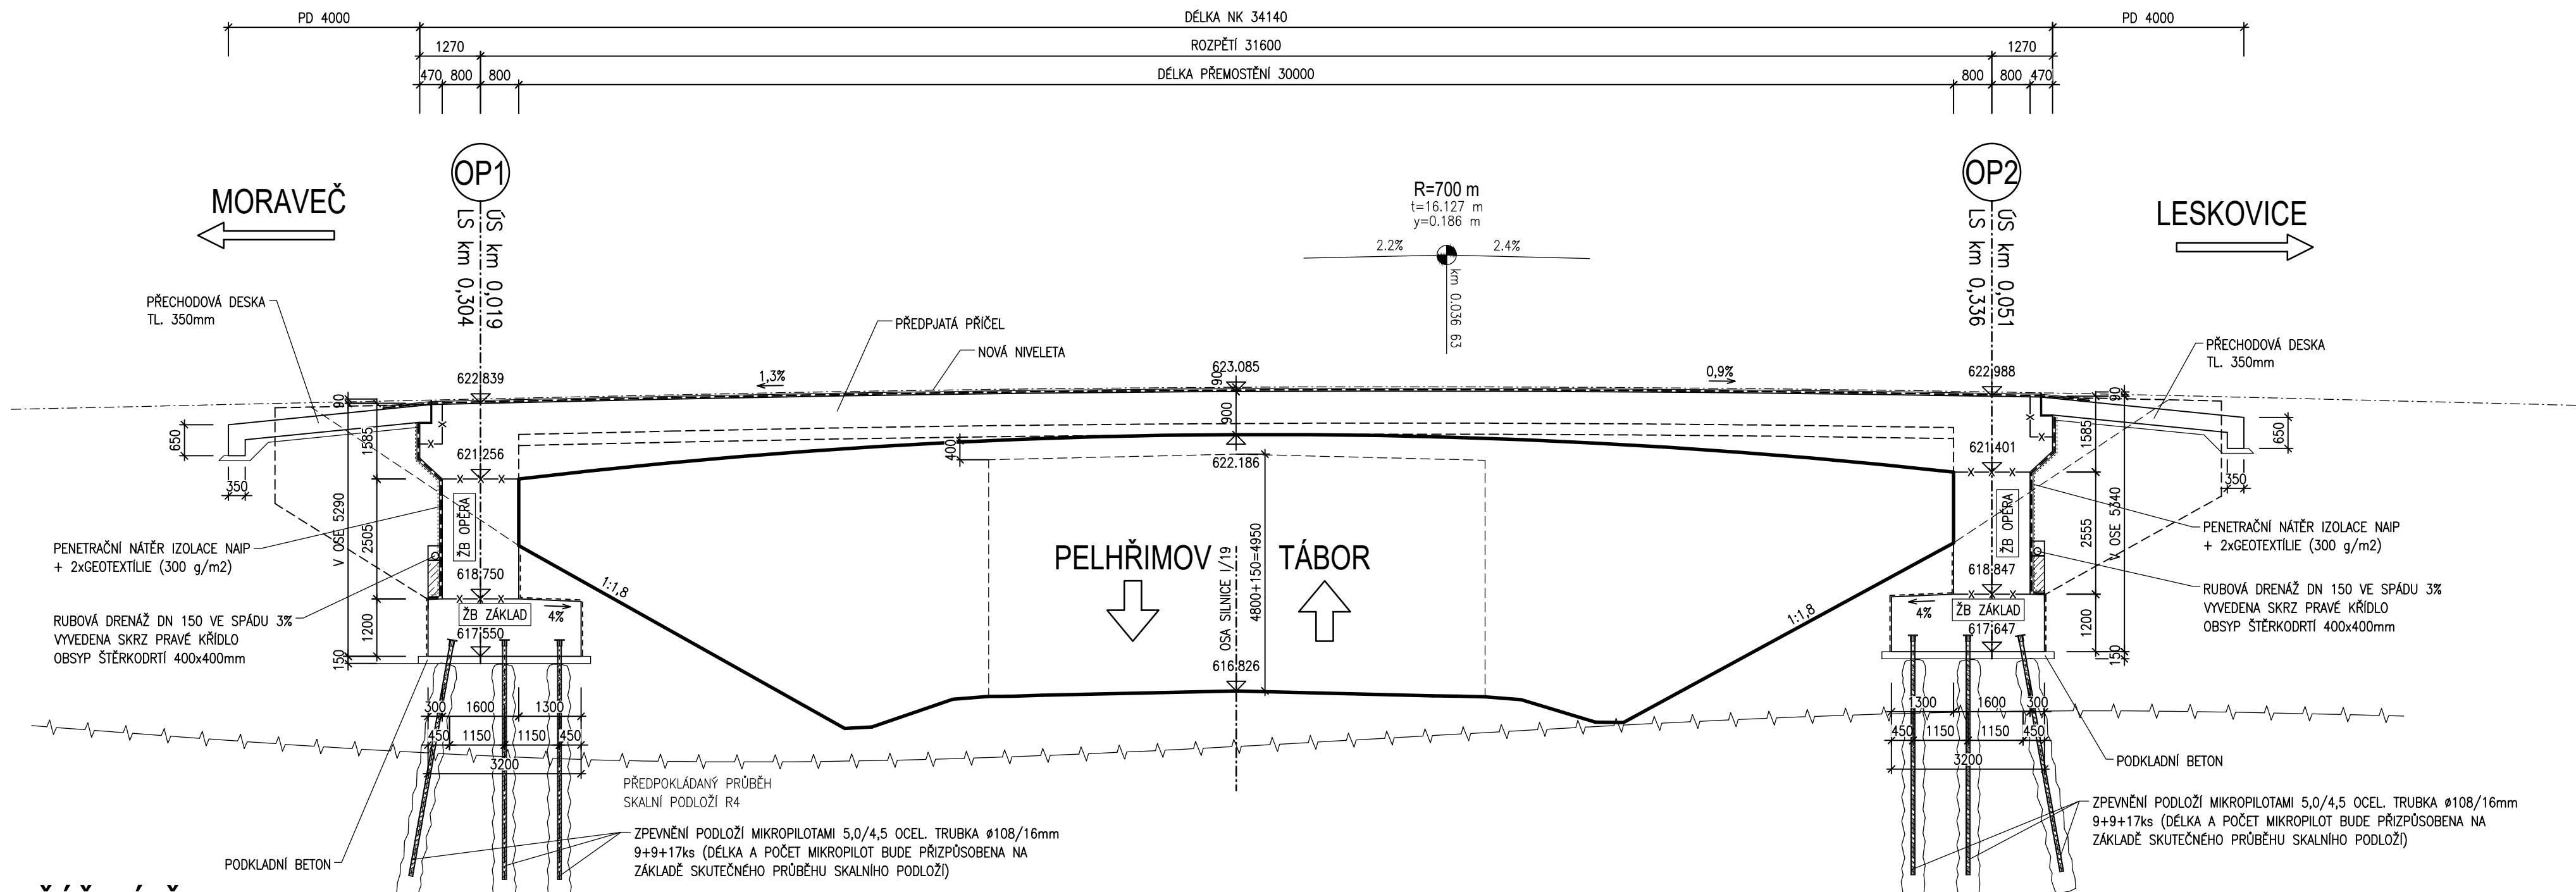 PD 4000
DÉLKA NK 34140
PD 4000
1270
ROZPĚTÍ 31600
1270
470
800
800
DÉLKA PŘEMOSTĚNÍ 30000
800
800
470
OP1
OP2
MORAVEČ
LESKOVICE
ÚS km 0,019
LS km 0,304
ÚS km 0,051
LS km 0,336
R=700 m
t=16.127 m
y=0.186 m
2.2%
2.4%
km 0.036 63
PŘECHODOVÁ DESKA
TL. 350mm
PŘEDPJATÁ PŘÍČEL
NOVÁ NIVELETA
PŘECHODOVÁ DESKA
TL. 350mm
622.839
1,3%
623.085
0,9%
622.988
90
90
90
900
400
650
350
1585
621.256
622.186
621.401
1585
650
350
V OSE 5290
2505
ŽB OPĚRA
ŽB OPĚRA
2555
V OSE 5340
PENETRAČNÍ NÁTĚR IZOLACE NAIP
+ 2xGEOTEXTÍLIE (300 g/m2)
PENETRAČNÍ NÁTĚR IZOLACE NAIP
+ 2xGEOTEXTÍLIE (300 g/m2)
PELHŘIMOV
TÁBOR
OSA SILNICE I/19
4800+150=4950
618.750
618.847
1:1,8
1:1,8
RUBOVÁ DRENÁŽ DN 150 VE SPÁDU 3%
VYVEDENA SKRZ PRAVÉ KŘÍDLO
OBSYP ŠTĚRKODRTÍ 400x400mm
RUBOVÁ DRENÁŽ DN 150 VE SPÁDU 3%
VYVEDENA SKRZ PRAVÉ KŘÍDLO
OBSYP ŠTĚRKODRTÍ 400x400mm
ŽB ZÁKLAD
4%
4%
ŽB ZÁKLAD
617.550
617.647
1200
150
1200
150
616.826
300
1600
1300
450
1150
1150
450
3200
1300
1600
300
450
1150
1150
450
3200
PŘEDPOKLÁDANÝ PRŮBĚH
SKALNÍ PODLOŽÍ R4
PODKLADNÍ BETON
ZPEVNĚNÍ PODLOŽÍ MIKROPILOTAMI 5,0/4,5 OCEL. TRUBKA ø108/16mm
9+9+17ks (DÉLKA A POČET MIKROPILOT BUDE PŘIZPŮSOBENA NA
ZÁKLADĚ SKUTEČNÉHO PRŮBĚHU SKALNÍHO PODLOŽÍ)
PODKLADNÍ BETON
ZPEVNĚNÍ PODLOŽÍ MIKROPILOTAMI 5,0/4,5 OCEL. TRUBKA ø108/16mm
9+9+17ks (DÉLKA A POČET MIKROPILOT BUDE PŘIZPŮSOBENA NA
ZÁKLADĚ SKUTEČNÉHO PRŮBĚHU SKALNÍHO PODLOŽÍ)